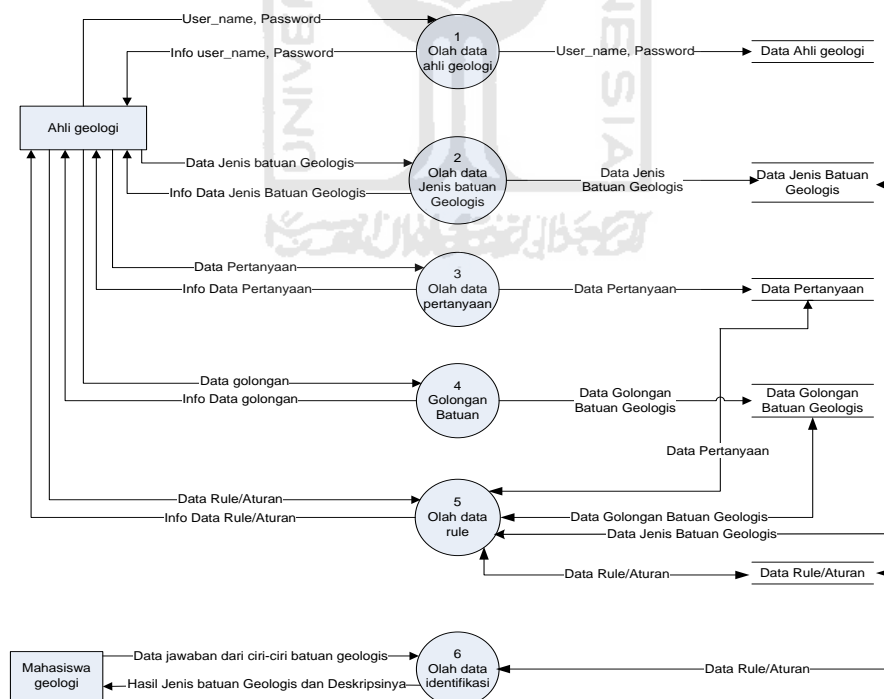 User_name, Password
Info user_name, Password
1
Olah data
ahli geologi
User_name, Password
Data Ahli geologi
Ahli geologi
Data Jenis batuan Geologis
Info Data Jenis Batuan Geologis
2
Olah data
Jenis batuan
Geologis
Data Jenis
Batuan Geologis
Data Jenis Batuan
Geologis
Data Pertanyaan
Info Data Pertanyaan
3
Olah data
pertanyaan
Data Pertanyaan
Data Pertanyaan
Data golongan
Info Data golongan
4
Golongan
Batuan
Data Golongan
Batuan Geologis
Data Golongan
Batuan Geologis
Data Pertanyaan
Data Rule/Aturan
Info Data Rule/Aturan
5
Olah data
rule
Data Golongan Batuan Geologis
Data Jenis Batuan Geologis
Data Rule/Aturan
Data Rule/Aturan
Mahasiswa
geologi
Data jawaban dari ciri-ciri batuan geologis
Hasil Jenis batuan Geologis dan Deskripsinya
6
Olah data
identifikasi
Data Rule/Aturan